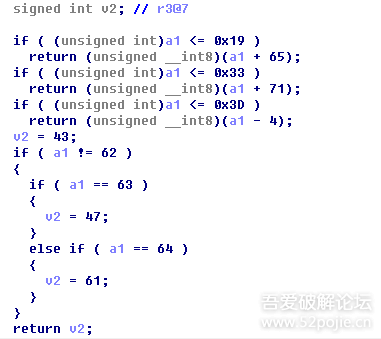 signed int v2; // r3@7
if ( (unsigned int)a1 <= 0x19 )
return (unsigned __int8)(a1 + 65);
if ( (unsigned int)a1 <= 0x33 )
return (unsigned __int8)(a1 + 71);
if ( (unsigned int)a1 <= 0x3D )
return (unsigned __int8)(a1 - 4);
v2 = 43;
if ( a1 != 62 )
{
if ( a1 == 63 )
{
v2 = 47;
}
else if ( a1 == 64 )
{
v2 = 61;
}
}
return v2;
吾爱破解论坛
www.52pojie.cn